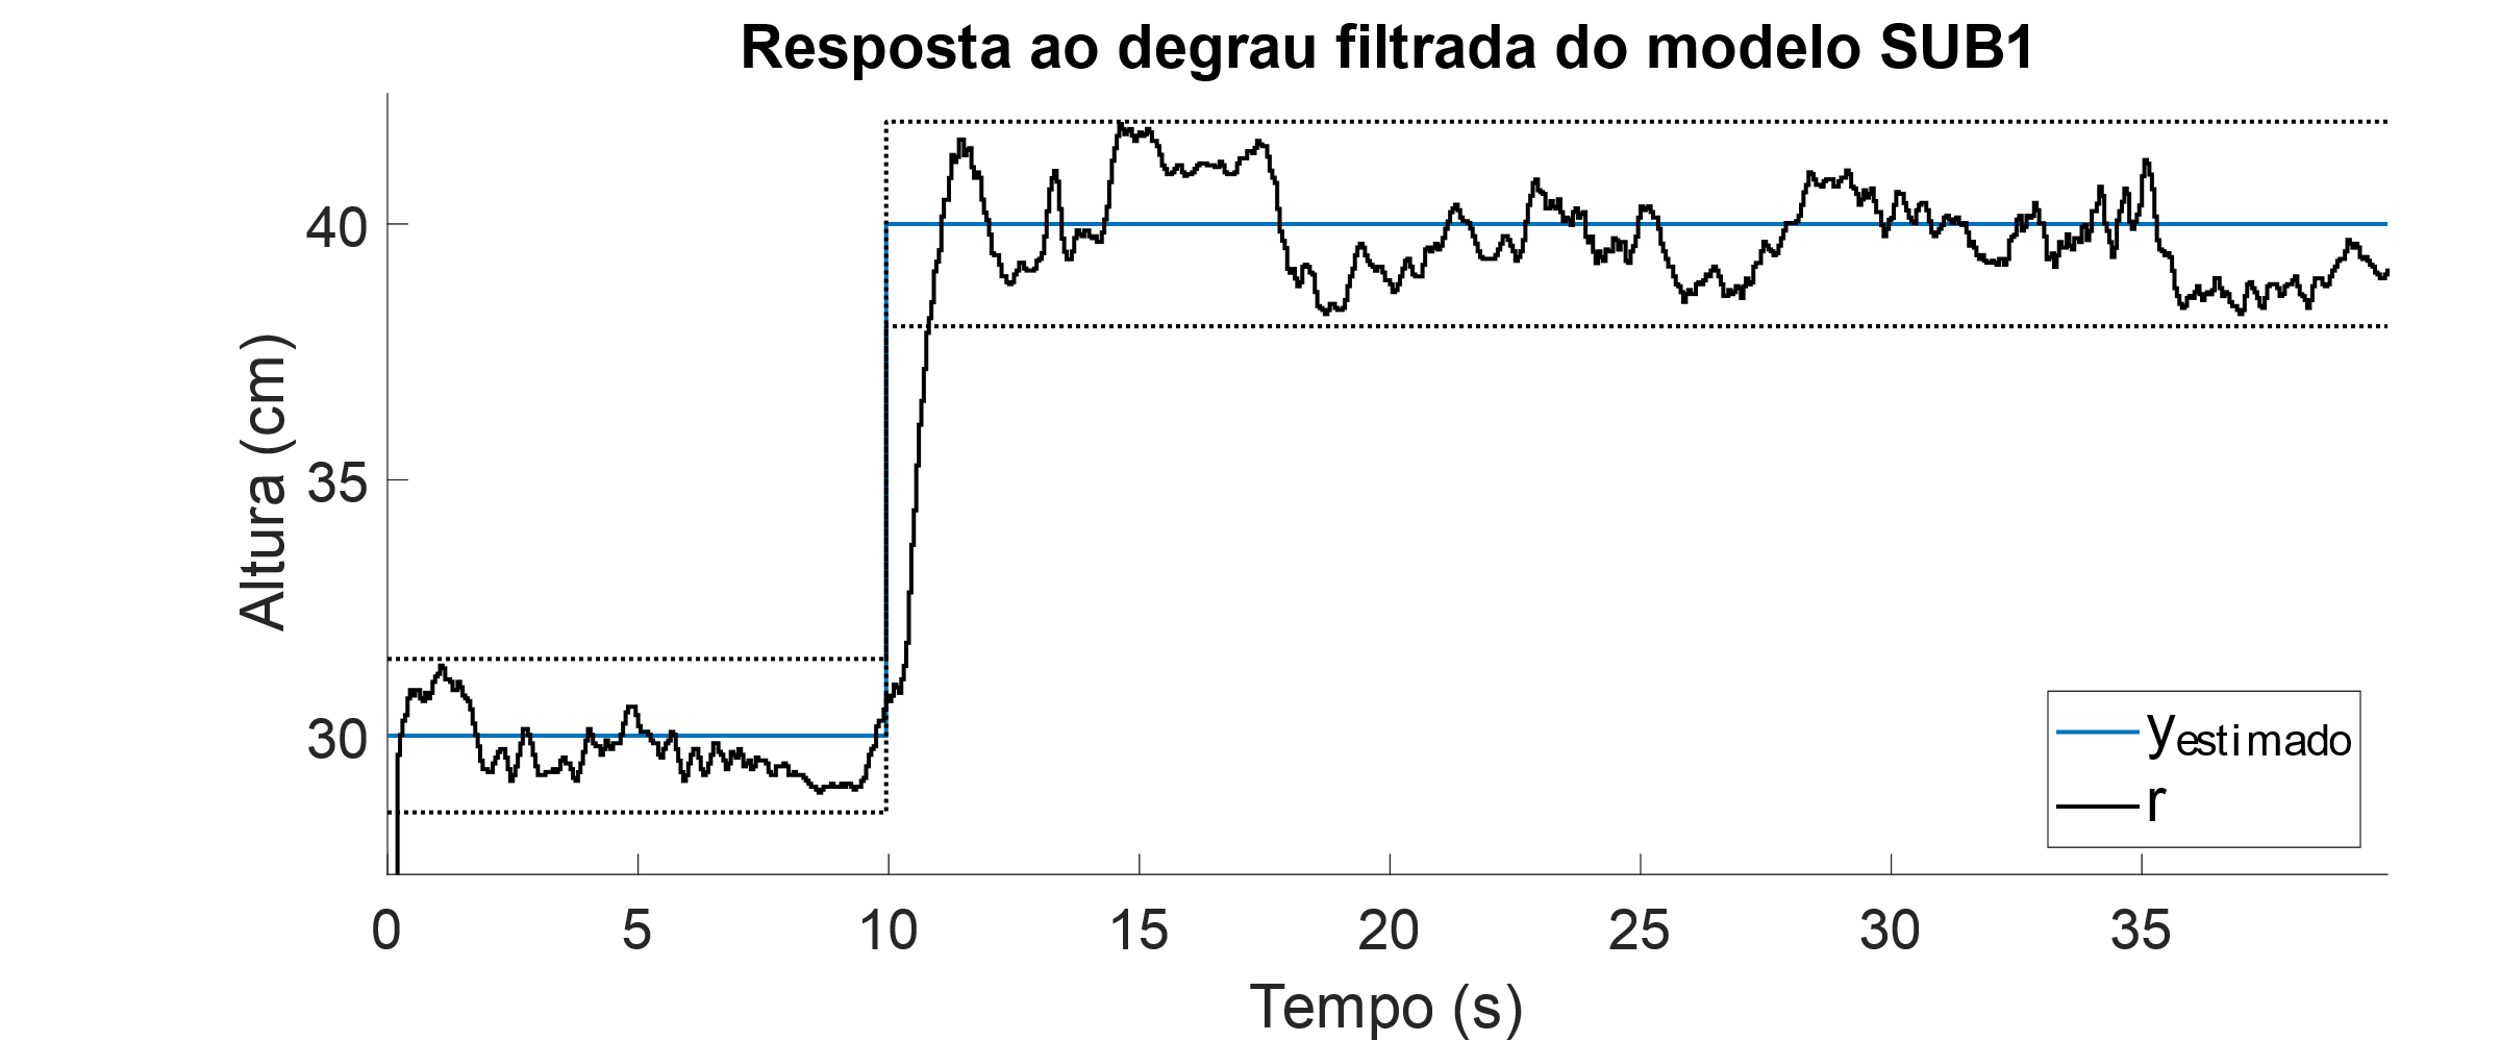 Resposta ao degrau filtrada do modelo SUB1
40
35
30
Altura (cm)
yestimado
r
0 5 10 15 20 25 30 35
Tempo (s)